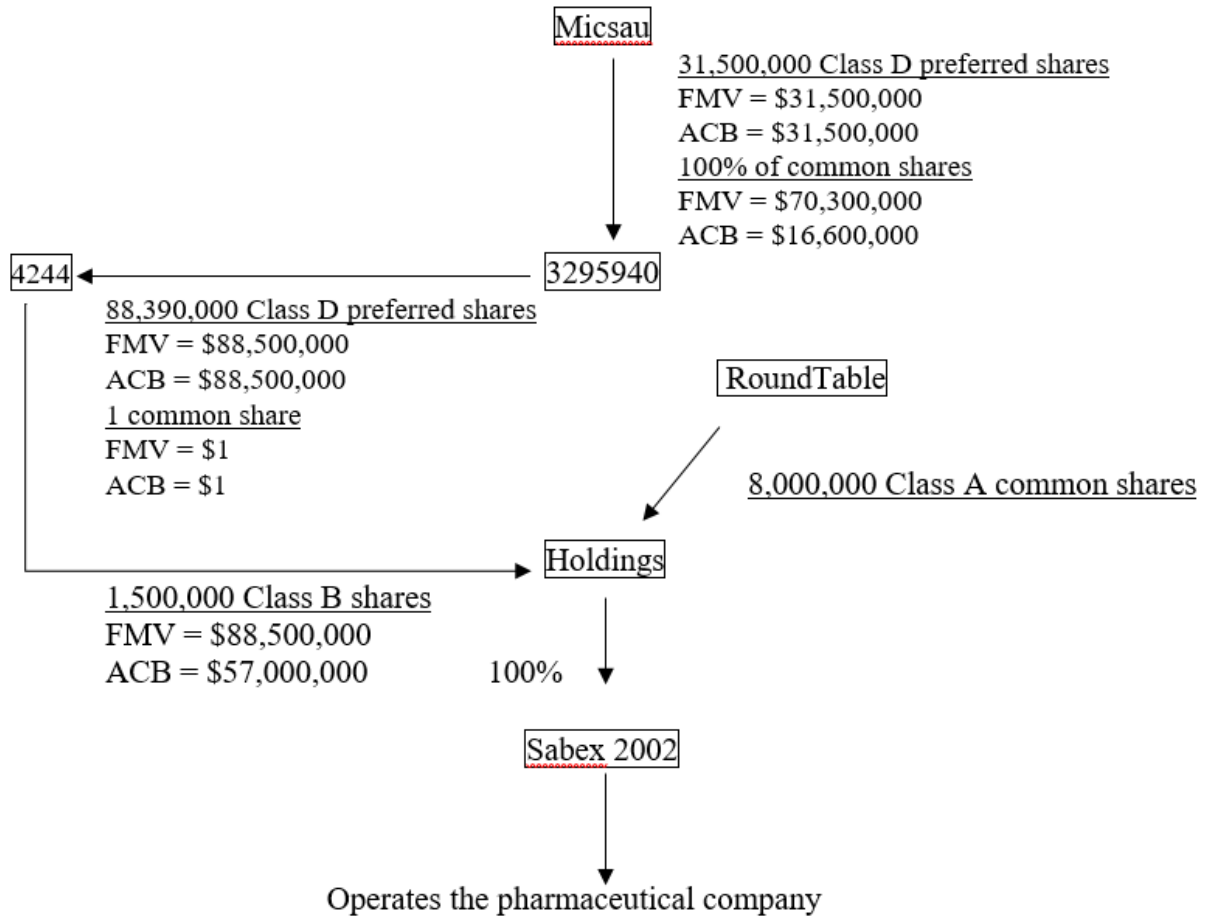 Micsau
31,500,000 Class D preferred shares
FMV = $31,500,000
ACB = $31,500,000
100% of common shares
FMV = $70,300,000
ACB = $16,600,000
4244
3295940
88,390,000 Class D preferred shares
FMV = $88,500,000
ACB = $88,500,000
1 common share
FMV = $1
ACB = $1
RoundTable
8,000,000 Class A common shares
Holdings
1,500,000 Class B shares
FMV = $88,500,000
ACB = $57,000,000
100%
Sabex 2002
Operates the pharmaceutical company